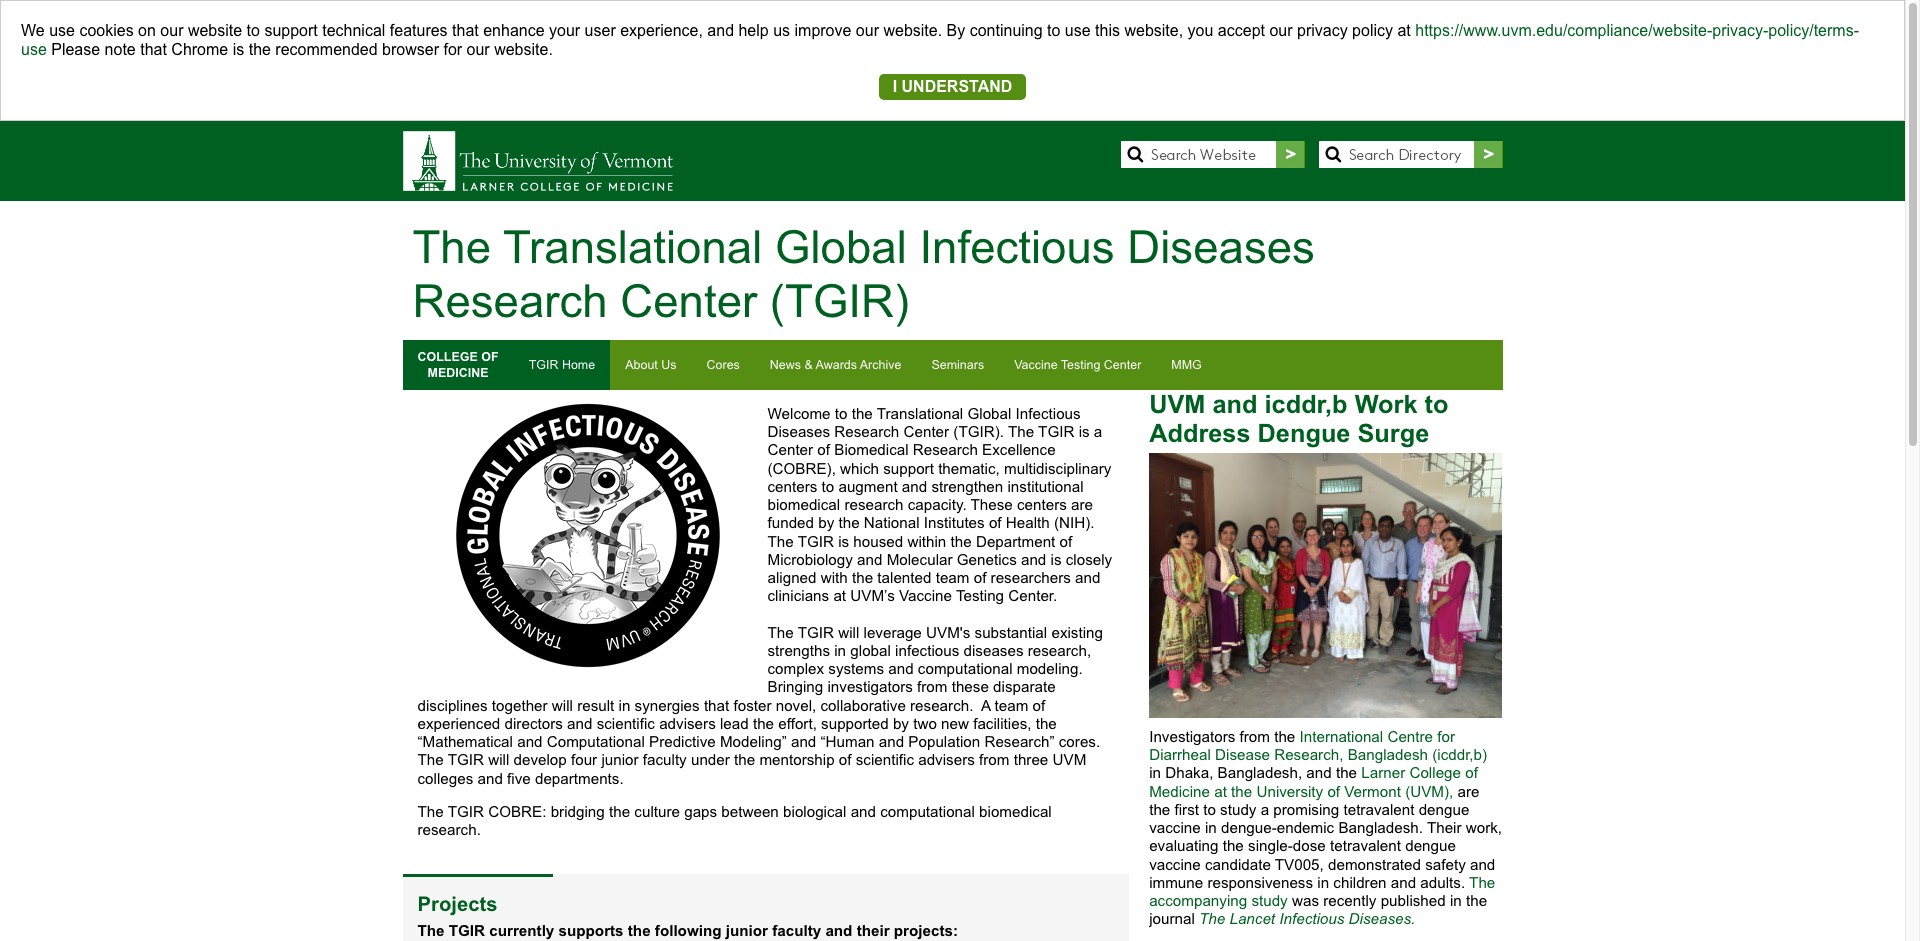 We use cookies on our website to support technical features that enhance your user experience, and help us improve our website. By continuing to use this website, you accept our privacy policy at https://www.uvm.edu/compliance/website-privacy-policy/terms-
use Please note that Chrome is the recommended browser for our website.
I UNDERSTAND
The University of Vermont
LARNER COLLEGE OF MEDICINE
Search Website >
Search Directory >
The Translational Global Infectious Diseases
Research Center (TGIR)
COLLEGE OF
MEDICINE
TGIR Home
About Us
Cores
News & Awards Archive
Seminars
Vaccine Testing Center
MMG
TRANSLATIONAL GLOBAL INFECTIOUS DISEASE RESEARCH @ UVM
Welcome to the Translational Global Infectious
Diseases Research Center (TGIR). The TGIR is a
Center of Biomedical Research Excellence
(COBRE), which support thematic, multidisciplinary
centers to augment and strengthen institutional
biomedical research capacity. These centers are
funded by the National Institutes of Health (NIH).
The TGIR is housed within the Department of
Microbiology and Molecular Genetics and is closely
aligned with the talented team of researchers and
clinicians at UVM’s Vaccine Testing Center.
The TGIR will leverage UVM's substantial existing
strengths in global infectious diseases research,
complex systems and computational modeling.
Bringing investigators from these disparate
disciplines together will result in synergies that foster novel, collaborative research.  A team of
experienced directors and scientific advisers lead the effort, supported by two new facilities, the
“Mathematical and Computational Predictive Modeling” and “Human and Population Research” cores.
The TGIR will develop four junior faculty under the mentorship of scientific advisers from three UVM
colleges and five departments.
The TGIR COBRE: bridging the culture gaps between biological and computational biomedical
research.
Projects
The TGIR currently supports the following junior faculty and their projects:
UVM and icddr,b Work to
Address Dengue Surge
Investigators from the International Centre for
Diarrheal Disease Research, Bangladesh (icddr,b)
in Dhaka, Bangladesh, and the Larner College of
Medicine at the University of Vermont (UVM), are
the first to study a promising tetravalent dengue
vaccine in dengue-endemic Bangladesh. Their work,
evaluating the single-dose tetravalent dengue
vaccine candidate TV005, demonstrated safety and
immune responsiveness in children and adults. The
accompanying study was recently published in the
journal The Lancet Infectious Diseases.